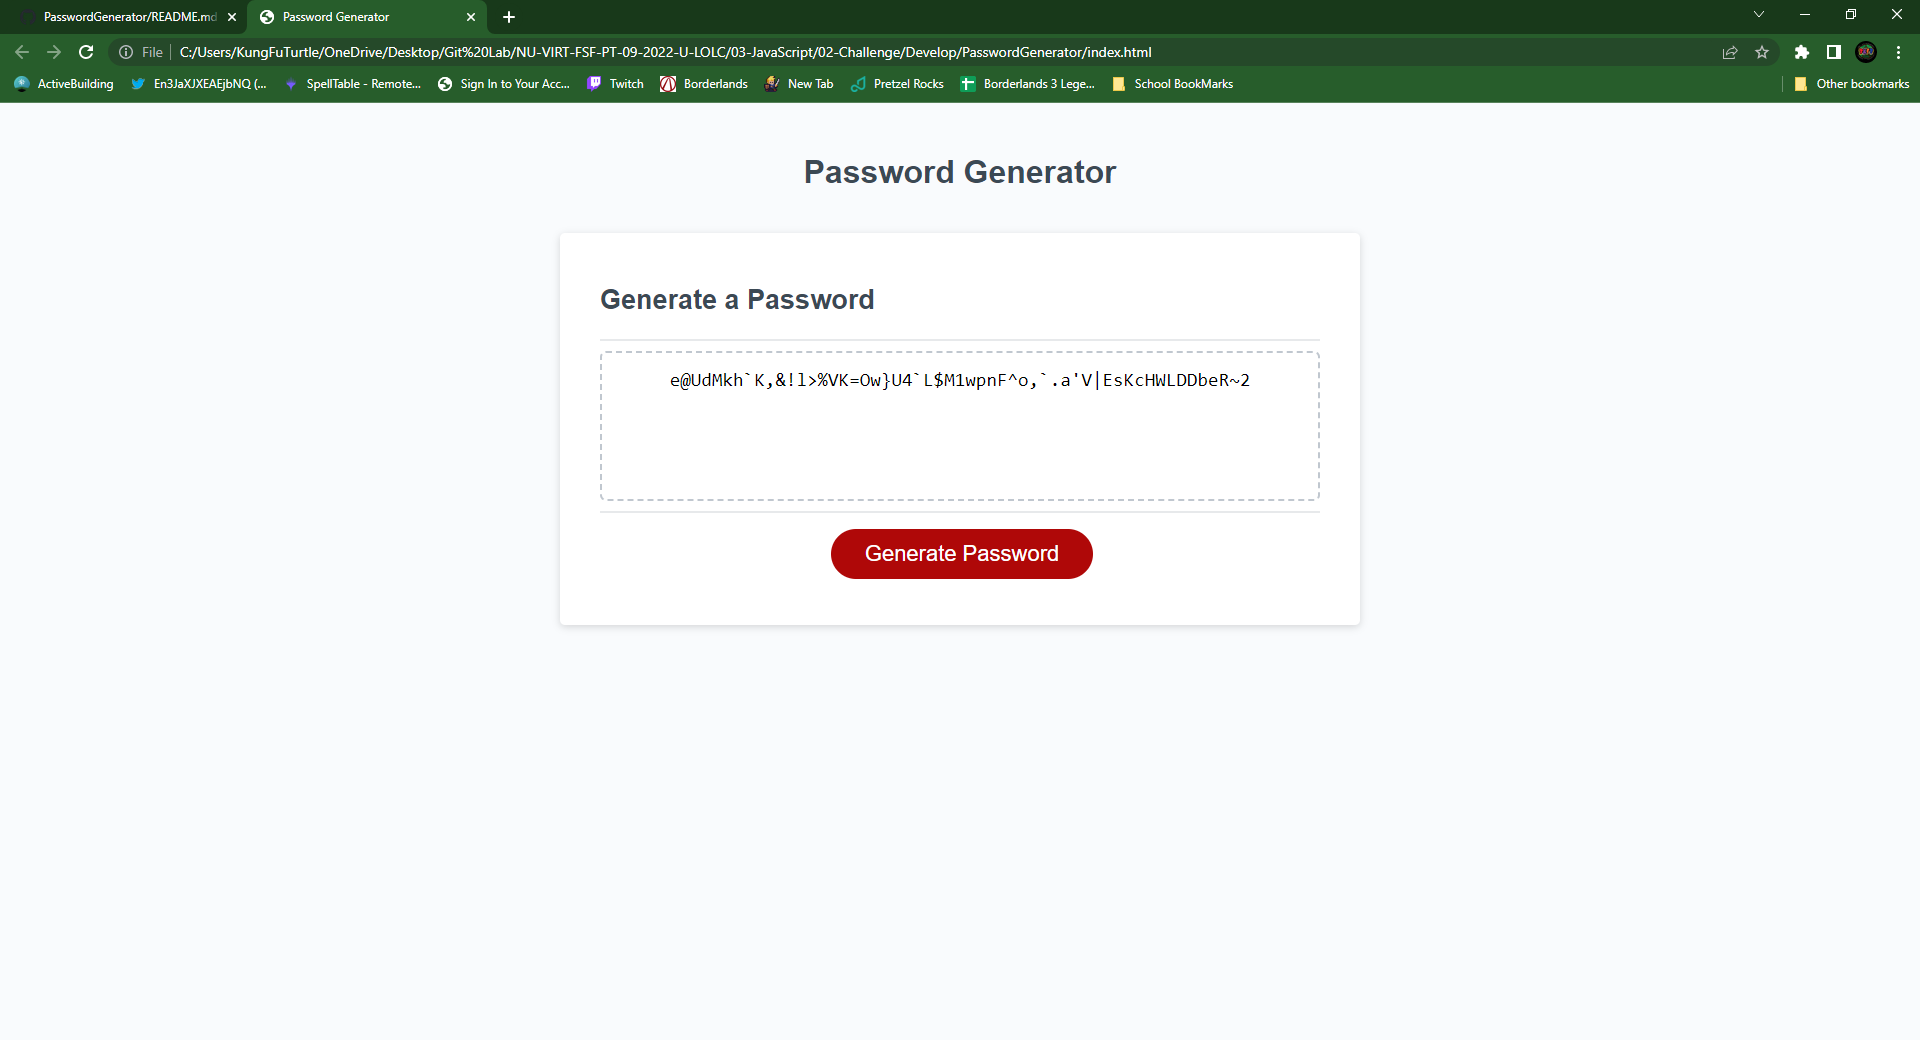 PasswordGenerator/README.md
Password Generator
File
C:/Users/KungFuTurtle/OneDrive/Desktop/Git%20Lab/NU-VIRT-FSF-PT-09-2022-U-LOLC/03-JavaScript/02-Challenge/Develop/PasswordGenerator/index.html
ActiveBuilding
En3JaXJXEAEjbNQ (...
SpellTable - Remote...
Sign In to Your Acc...
Twitch
Borderlands
New Tab
Pretzel Rocks
Borderlands 3 Lege...
School BookMarks
Other bookmarks
Password Generator
Generate a Password
e@UdMkh`K,&!l>%VK=Ow}U4`L$M1wpnF^o,`.a'V|EsKcHWLDDbeR~2
Generate Password